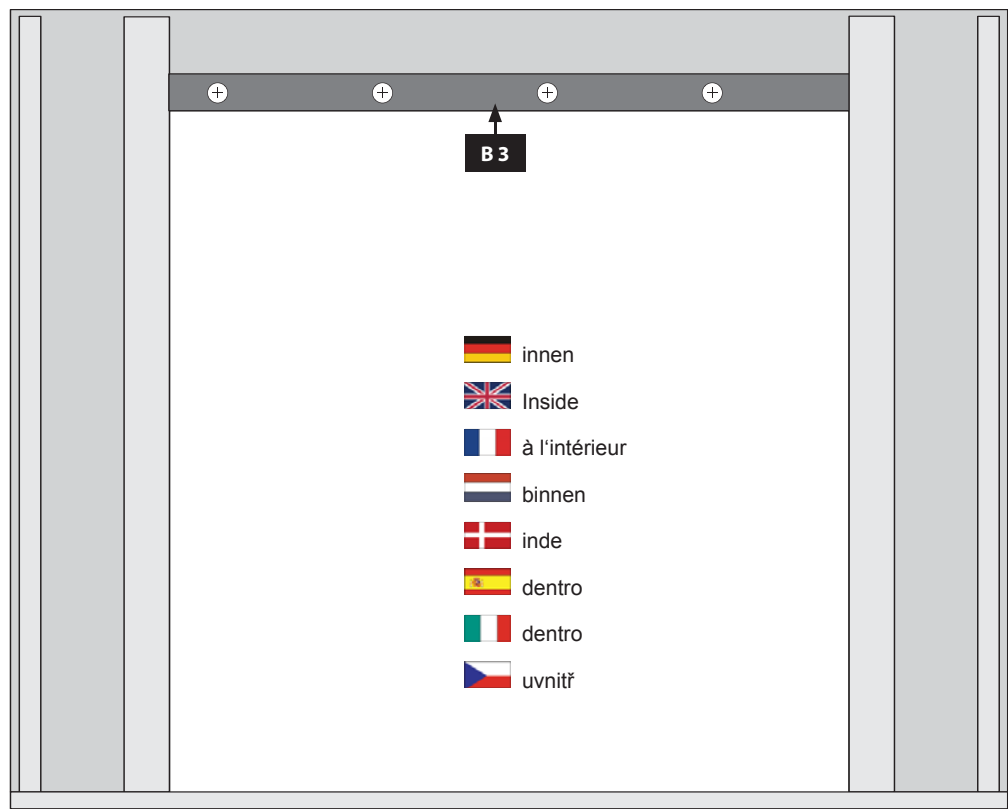 B 3
innen
Inside
à l‘intérieur
binnen
inde
dentro
dentro
uvnitř